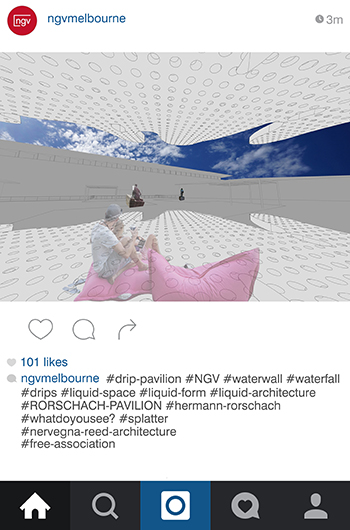 ngv
ngvmelbourne
3m
101 likes
ngvmelbourne #drip-pavilion #NGV #waterwall #waterfall
#drips #liquid-space #liquid-form #liquid-architecture
#RORSCHACH-PAVILION #hermann-rorschach
#whatdoyousee? #splatter
#nervegna-reed-architecture
#free-association